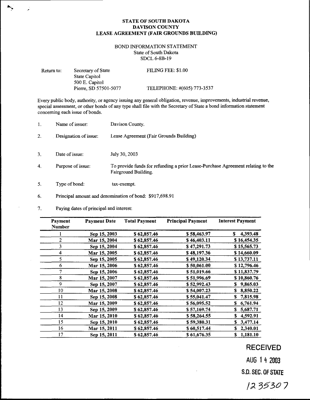 STATE OF SOUTH DAKOTA
DAVISON COUNTY
LEASE AGREEMENT (FAIR GROUNDS BUILDING)
BOND INFORMATION STATEMENT
State of South Dakota
SDCL 6-8B-19
Return to: Secretary of State FILING FEE: $1.00
State Capitol
500 E. Capitol
Pierre, SD 57501-5077 TELEPHONE: #(605) 773-3537
Every public body, authority, or agency issuing any general obligation, revenue, improvements, industrial revenue,
special assessment, or other bonds of any type shall file with the Secretary of State a bond information statement
concerning each issue of bonds.
1. Name of issuer: Davison County.
2. Designation of issue: Lease Agreement (Fair Grounds Building)
3. Date of issue: July 30, 2003
4. Purpose of issue: To provide funds for refunding a prior Lease-Purchase Agreement relating to the
Fairground Building.
5. Type of bond: tax-exempt.
6. Principal amount and denomination of bond: $917,698.91
7. Paying dates of principal and interest:
Payment Number Payment Date Total Payment Principal Payment Interest Payment
1 Sep 15, 2003 $ 62,857.46 $ 58,463.97 $ 4,393.48
2 Mar 15, 2004 $ 62,857.46 $ 46,403.11 $ 16,454.35
3 Sep 15, 2004 $ 62,857.46 $ 47,291.73 $ 15,565.73
4 Mar 15, 2005 $ 62,857.46 $ 48,197.36 $ 14,660.09
5 Sep 15, 2005 $ 62,857.46 $ 49,120.34 $ 13,737.11
6 Mar 15, 2006 $ 62,857.46 $ 50,061.00 $ 12,796.46
7 Sep 15, 2006 $ 62,857.46 $ 51,019.66 $ 11,837.79
8 Mar 15, 2007 $ 62,857.46 $ 51,996.69 $ 10,860.76
9 Sep 15, 2007 $ 62,857.46 $ 52,992.43 $ 9,865.03
10 Mar 15, 2008 $ 62,857.46 $ 54,007.23 $ 8,850.22
11 Sep 15, 2008 $ 62,857.46 $ 55,041.47 $ 7,815.98
12 Mar 15, 2009 $ 62,857.46 $ 56,095.52 $ 6,761.94
13 Sep 15, 2009 $ 62,857.46 $ 57,169.74 $ 5,687.71
14 Mar 15, 2010 $ 62,857.46 $ 58,264.55 $ 4,592.91
15 Sep 15, 2010 $ 62,857.46 $ 59,380.31 $ 3,477.14
16 Mar 15, 2011 $ 62,857.46 $ 60,517.44 $ 2,340.01
17 Sep 15, 2011 $ 62,857.46 $ 61,676.35 $ 1,181.10
RECEIVED
AUG 14 2003
S.D. SEC. OF STATE
1235307